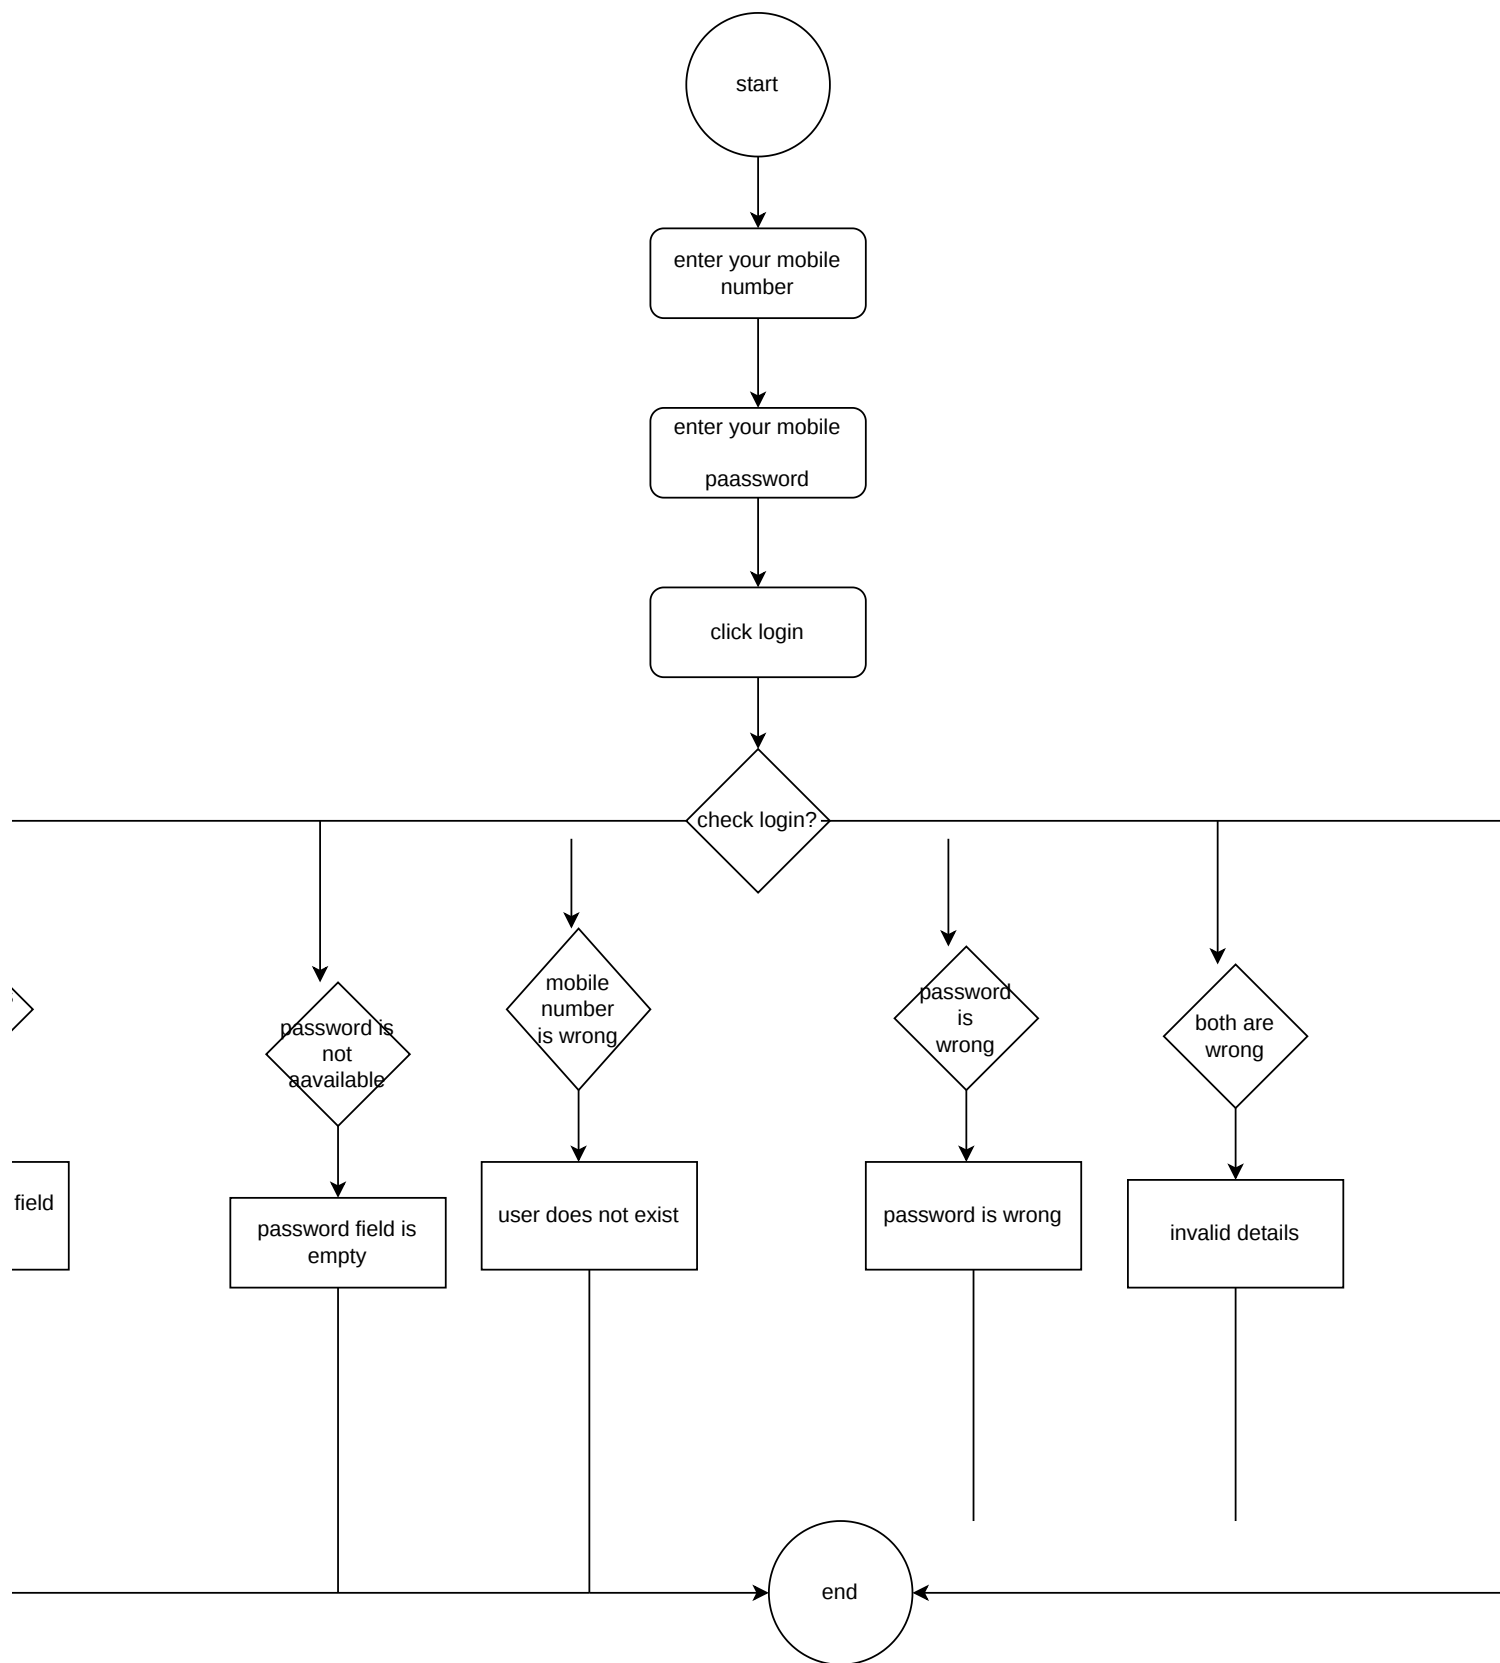 start
enter your mobile
number
enter your mobile
paassword
click login
check login?
password is
not
aavailable
mobile
number
is wrong
password
is
wrong
both are
wrong
field
password field is
empty
user does not exist
password is wrong
invalid details
end